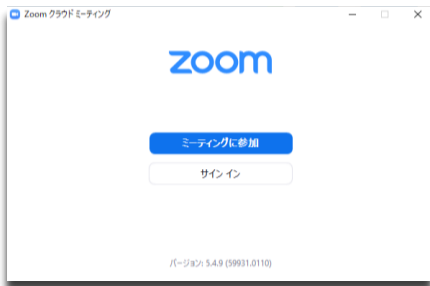 Zoom クラウド ミーティング
zoom
ミーティングに参加
サイン イン
バージョン: 5.4.9 (59931.0110)